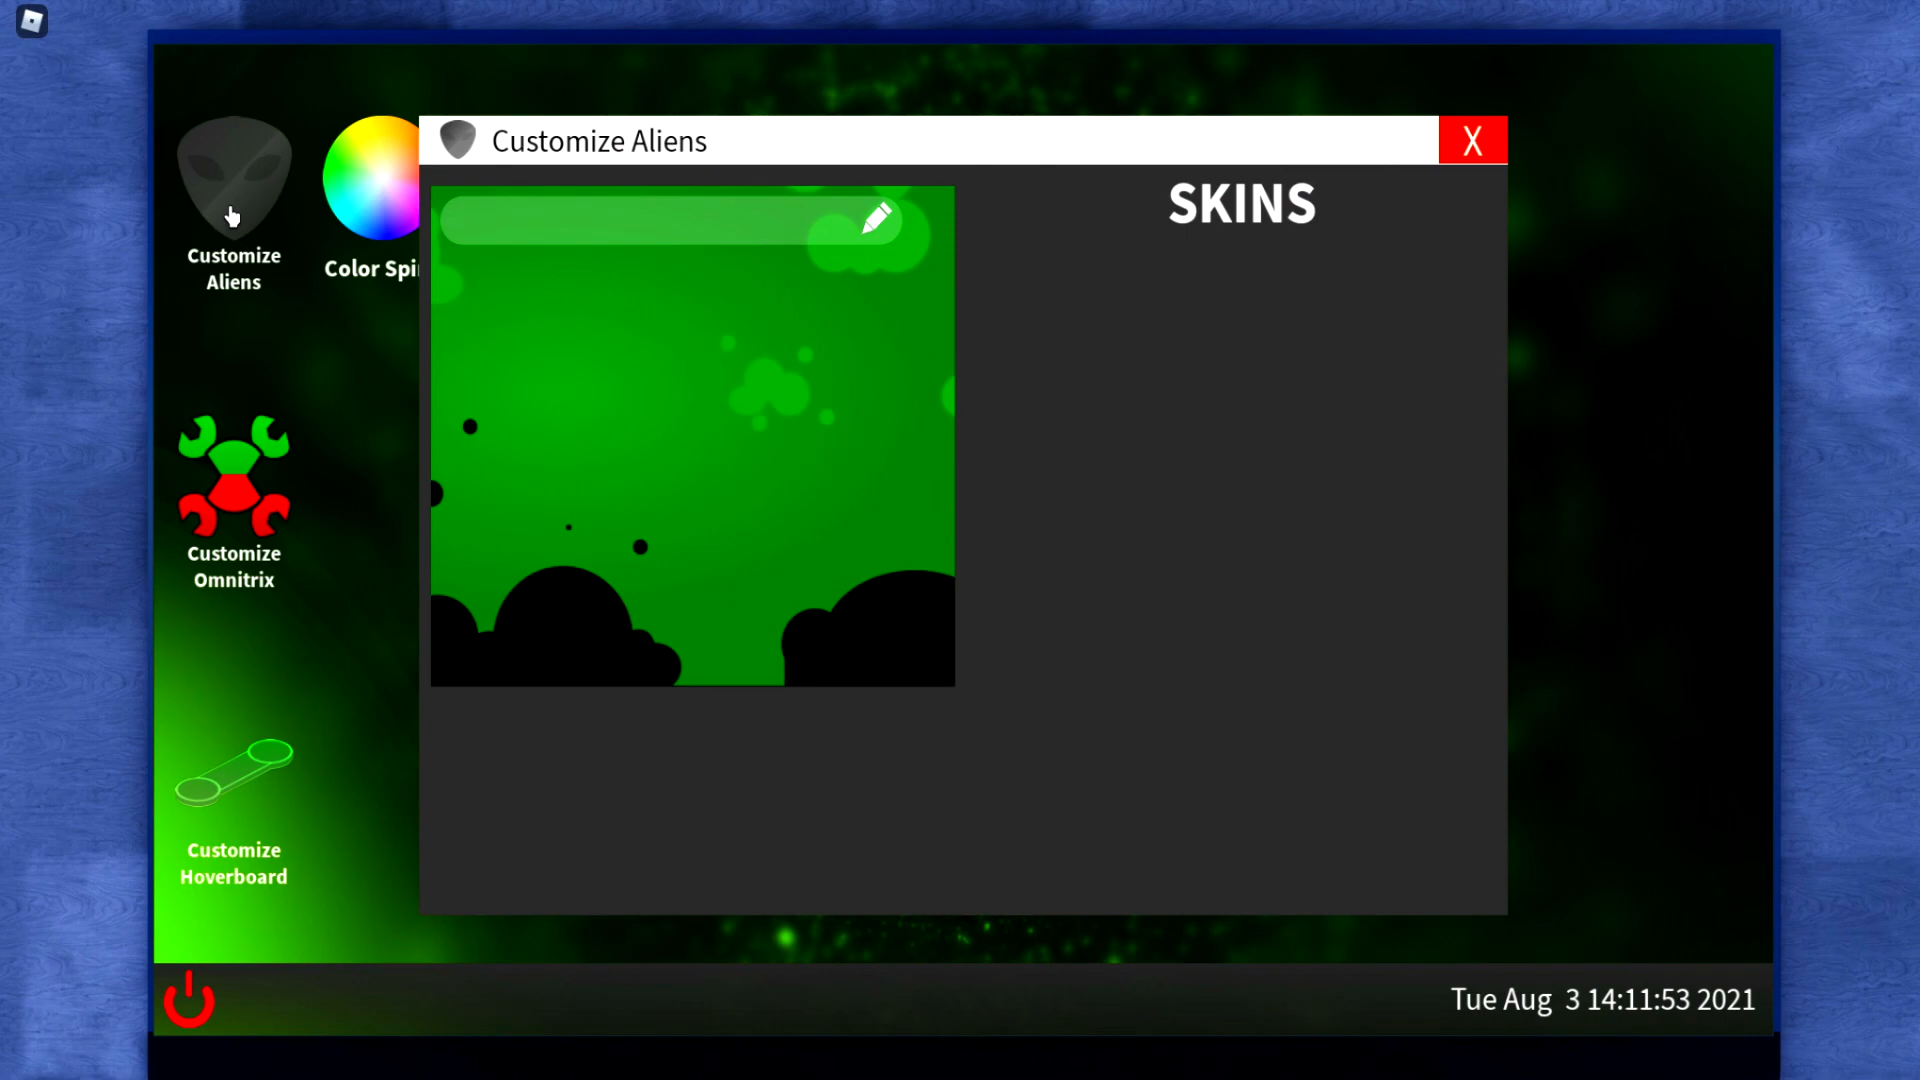 Customize Aliens
X
SKINS
Customize
Aliens
Color Spi
Customize
Omnitrix
Customize
Hoverboard
Tue Aug 3 14:11:53 2021